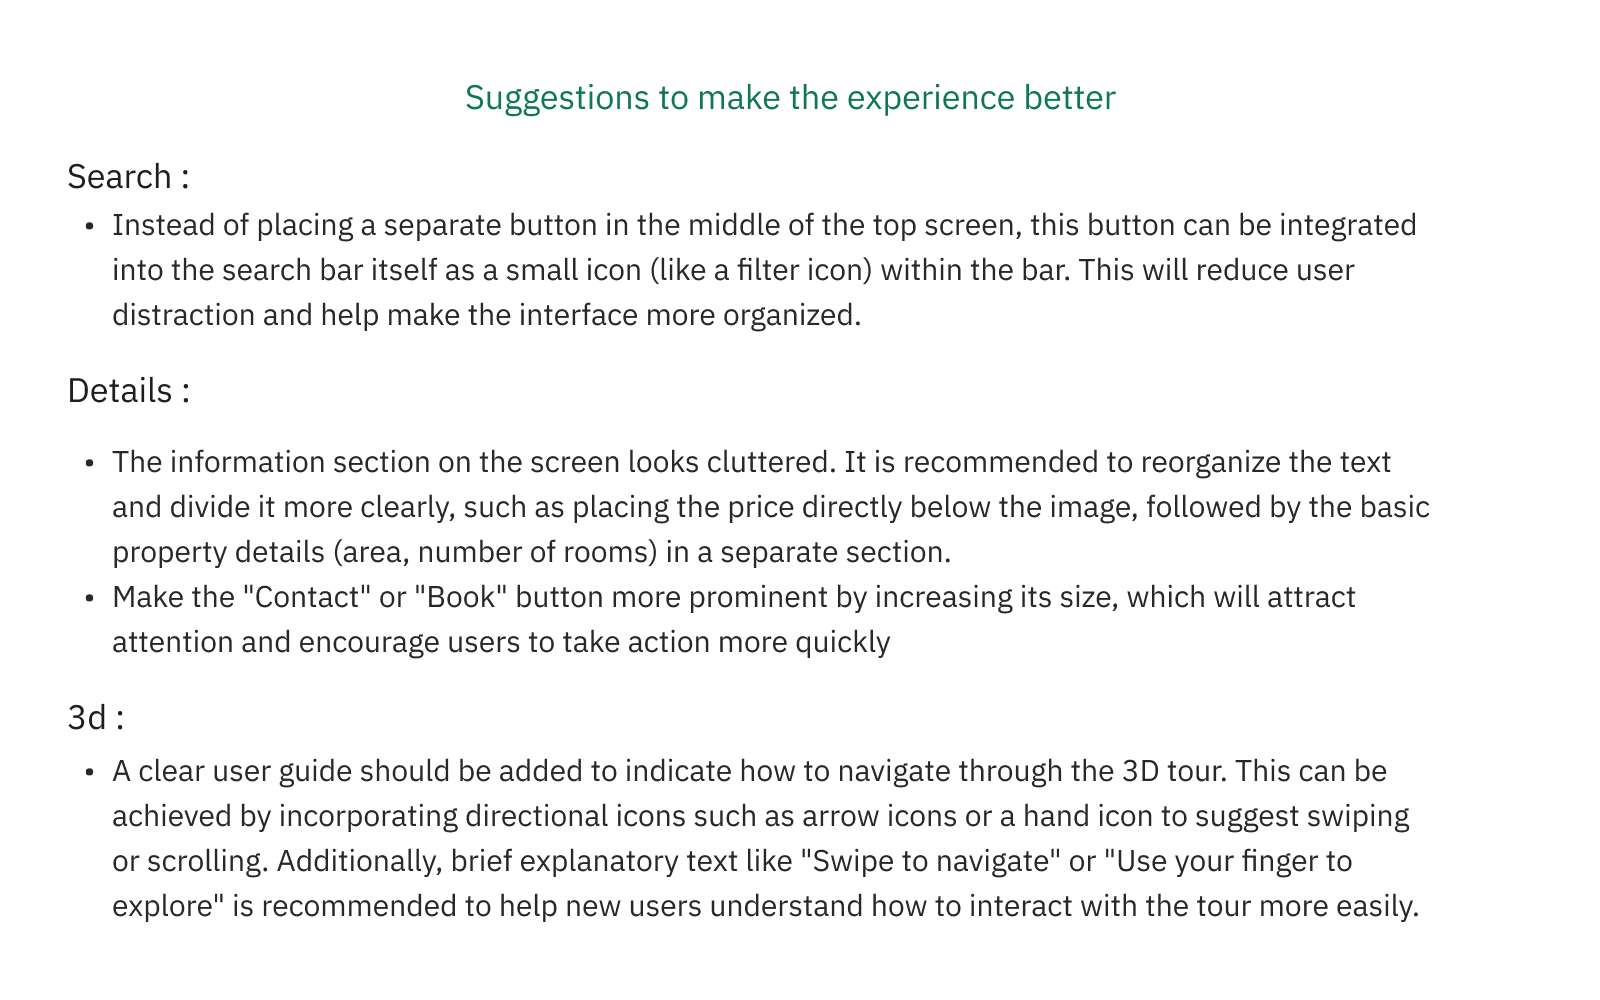 Suggestions to make the experience better
Search :
• Instead of placing a separate button in the middle of the top screen, this button can be integrated
into the search bar itself as a small icon (like a filter icon) within the bar. This will reduce user
distraction and help make the interface more organized.
Details :
• The information section on the screen looks cluttered. It is recommended to reorganize the text
and divide it more clearly, such as placing the price directly below the image, followed by the basic
property details (area, number of rooms) in a separate section.
• Make the "Contact" or "Book" button more prominent by increasing its size, which will attract
attention and encourage users to take action more quickly
3d :
• A clear user guide should be added to indicate how to navigate through the 3D tour. This can be
achieved by incorporating directional icons such as arrow icons or a hand icon to suggest swiping
or scrolling. Additionally, brief explanatory text like "Swipe to navigate" or "Use your finger to
explore" is recommended to help new users understand how to interact with the tour more easily.